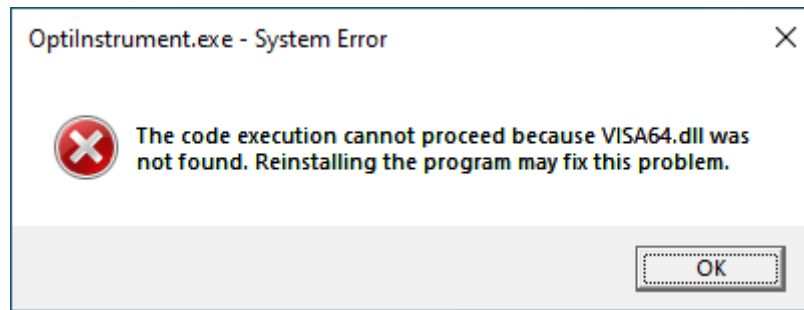 OptiInstrument.exe - System Error
The code execution cannot proceed because VISA64.dll was
not found. Reinstalling the program may fix this problem.
OK